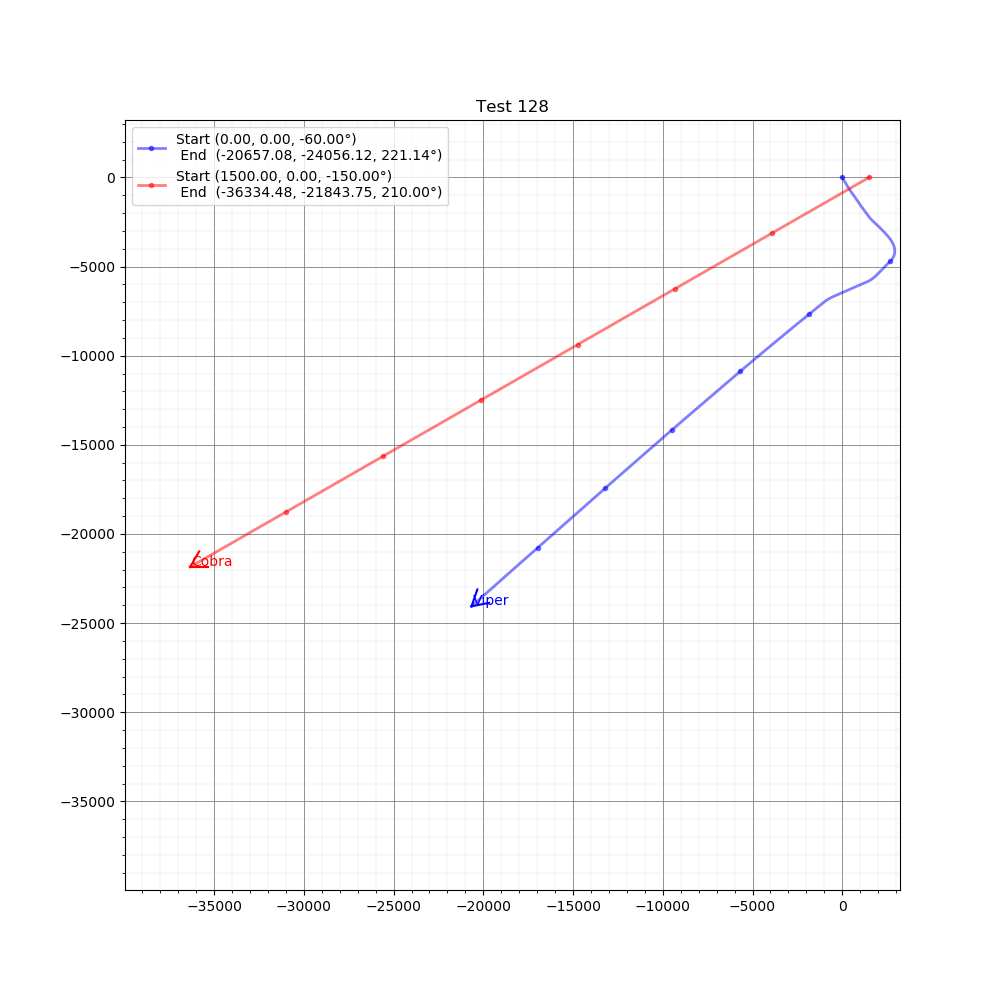 Test 128
Start (0.00, 0.00, -60.00°)
End (-20657.08, -24056.12, 221.14°)
Start (1500.00, 0.00, -150.00°)
End (-36334.48, -21843.75, 210.00°)
0
−5000
−10000
−15000
−20000
−25000
−30000
−35000
Cobra
Viper
−35000 −30000 −25000 −20000 −15000 −10000 −5000 0